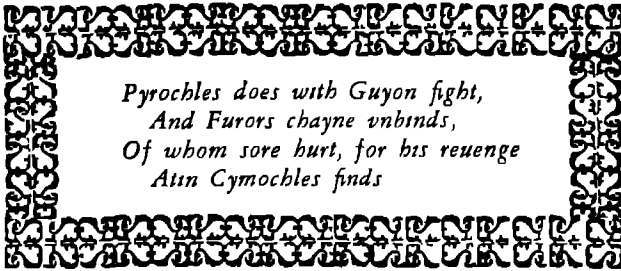 Pyrochles does with Guyon fight,
And Furors chayne vnbinds,
Of whom sore hurt, for his reuenge
Atin Cymochles finds